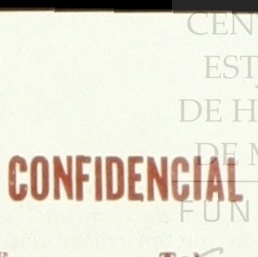 CEN
EST
DE H
DE M
CONFIDENCIAL
FUN